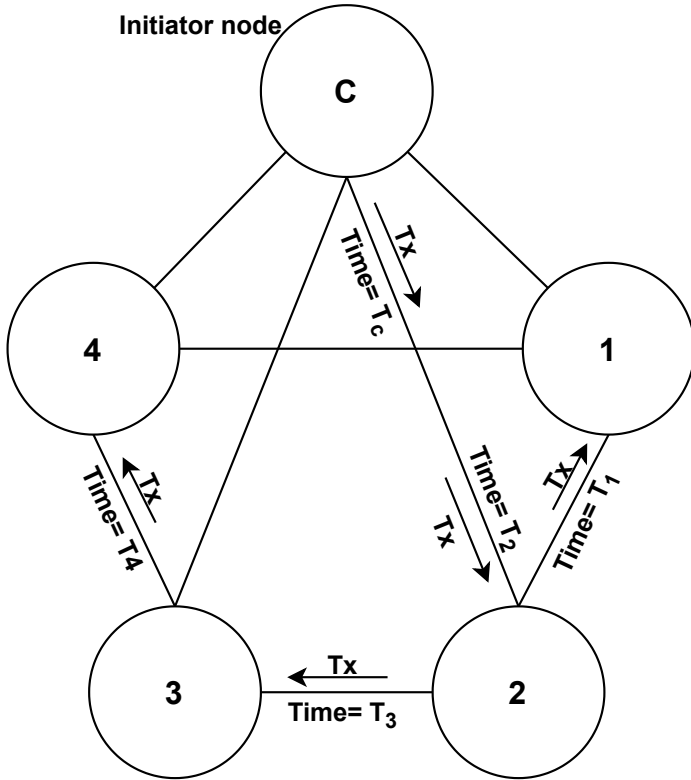 Initiator node
C
Tx
Time= Tc
4
1
Time= T2
Tx
Tx
Time= T1
Tx
Time= T4
Tx
Time= T3
3
2